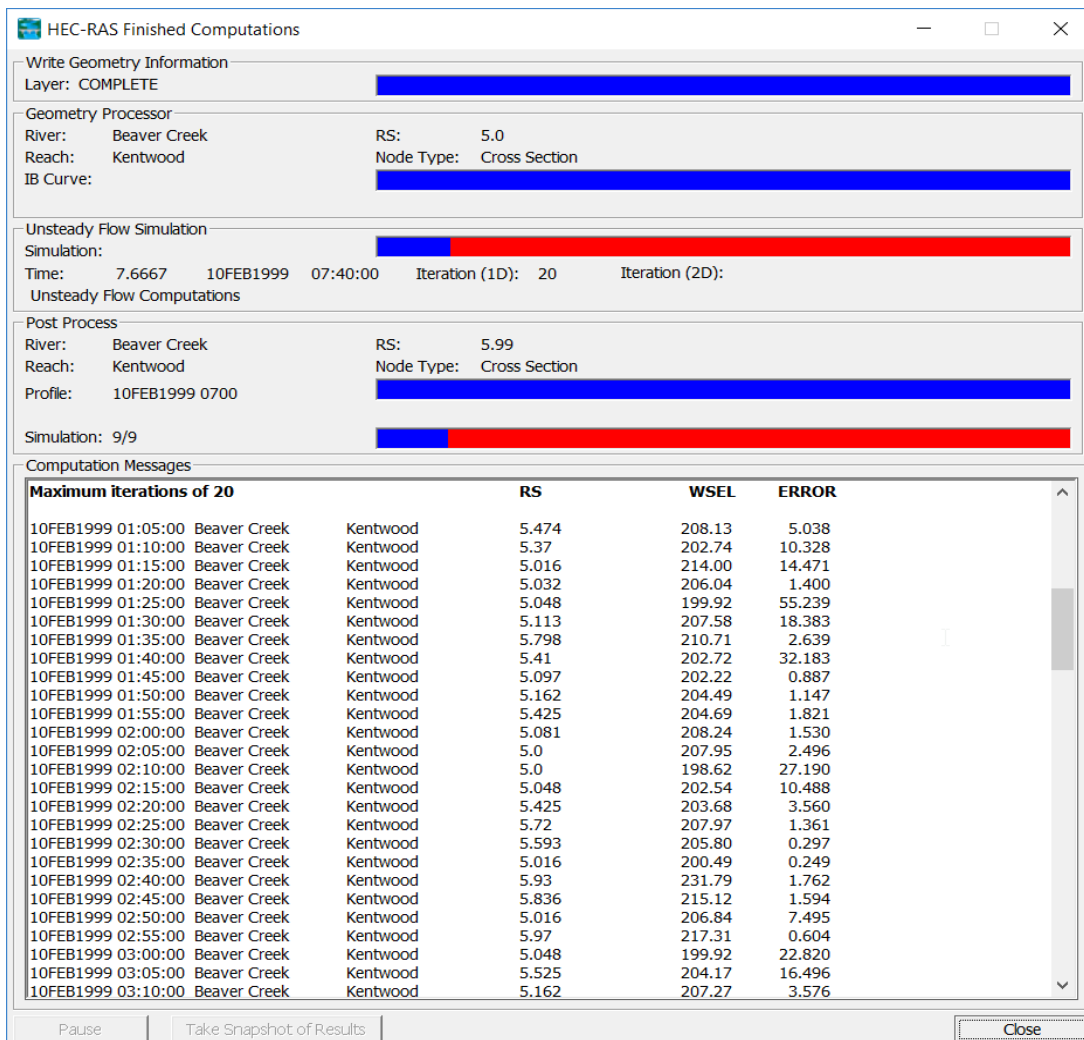 HEC-RAS Finished Computations
Write Geometry Information
Layer: COMPLETE
Geometry Processor
River: Beaver Creek RS: 5.0
Reach: Kentwood Node Type: Cross Section
IB Curve:
Unsteady Flow Simulation
Simulation:
Time: 7.6667 10FEB1999 07:40:00 Iteration (1D): 20 Iteration (2D):
Unsteady Flow Computations
Post Process
River: Beaver Creek RS: 5.99
Reach: Kentwood Node Type: Cross Section
Profile: 10FEB1999 0700
Simulation: 9/9
Computation Messages
Maximum iterations of 20 RS WSEL ERROR
10FEB1999 01:05:00 Beaver Creek Kentwood 5.474 208.13 5.038
10FEB1999 01:10:00 Beaver Creek Kentwood 5.37 202.74 10.328
10FEB1999 01:15:00 Beaver Creek Kentwood 5.016 214.00 14.471
10FEB1999 01:20:00 Beaver Creek Kentwood 5.032 206.04 1.400
10FEB1999 01:25:00 Beaver Creek Kentwood 5.048 199.92 55.239
10FEB1999 01:30:00 Beaver Creek Kentwood 5.113 207.58 18.383
10FEB1999 01:35:00 Beaver Creek Kentwood 5.798 210.71 2.639
10FEB1999 01:40:00 Beaver Creek Kentwood 5.41 202.72 32.183
10FEB1999 01:45:00 Beaver Creek Kentwood 5.097 202.22 0.887
10FEB1999 01:50:00 Beaver Creek Kentwood 5.162 204.49 1.147
10FEB1999 01:55:00 Beaver Creek Kentwood 5.425 204.69 1.821
10FEB1999 02:00:00 Beaver Creek Kentwood 5.081 208.24 1.530
10FEB1999 02:05:00 Beaver Creek Kentwood 5.0 207.95 2.496
10FEB1999 02:10:00 Beaver Creek Kentwood 5.0 198.62 27.190
10FEB1999 02:15:00 Beaver Creek Kentwood 5.048 202.54 10.488
10FEB1999 02:20:00 Beaver Creek Kentwood 5.425 203.68 3.560
10FEB1999 02:25:00 Beaver Creek Kentwood 5.72 207.97 1.361
10FEB1999 02:30:00 Beaver Creek Kentwood 5.593 205.80 0.297
10FEB1999 02:35:00 Beaver Creek Kentwood 5.016 200.49 0.249
10FEB1999 02:40:00 Beaver Creek Kentwood 5.93 231.79 1.762
10FEB1999 02:45:00 Beaver Creek Kentwood 5.836 215.12 1.594
10FEB1999 02:50:00 Beaver Creek Kentwood 5.016 206.84 7.495
10FEB1999 02:55:00 Beaver Creek Kentwood 5.97 217.31 0.604
10FEB1999 03:00:00 Beaver Creek Kentwood 5.048 199.92 22.820
10FEB1999 03:05:00 Beaver Creek Kentwood 5.525 204.17 16.496
10FEB1999 03:10:00 Beaver Creek Kentwood 5.162 207.27 3.576
Pause Take Snapshot of Results Close